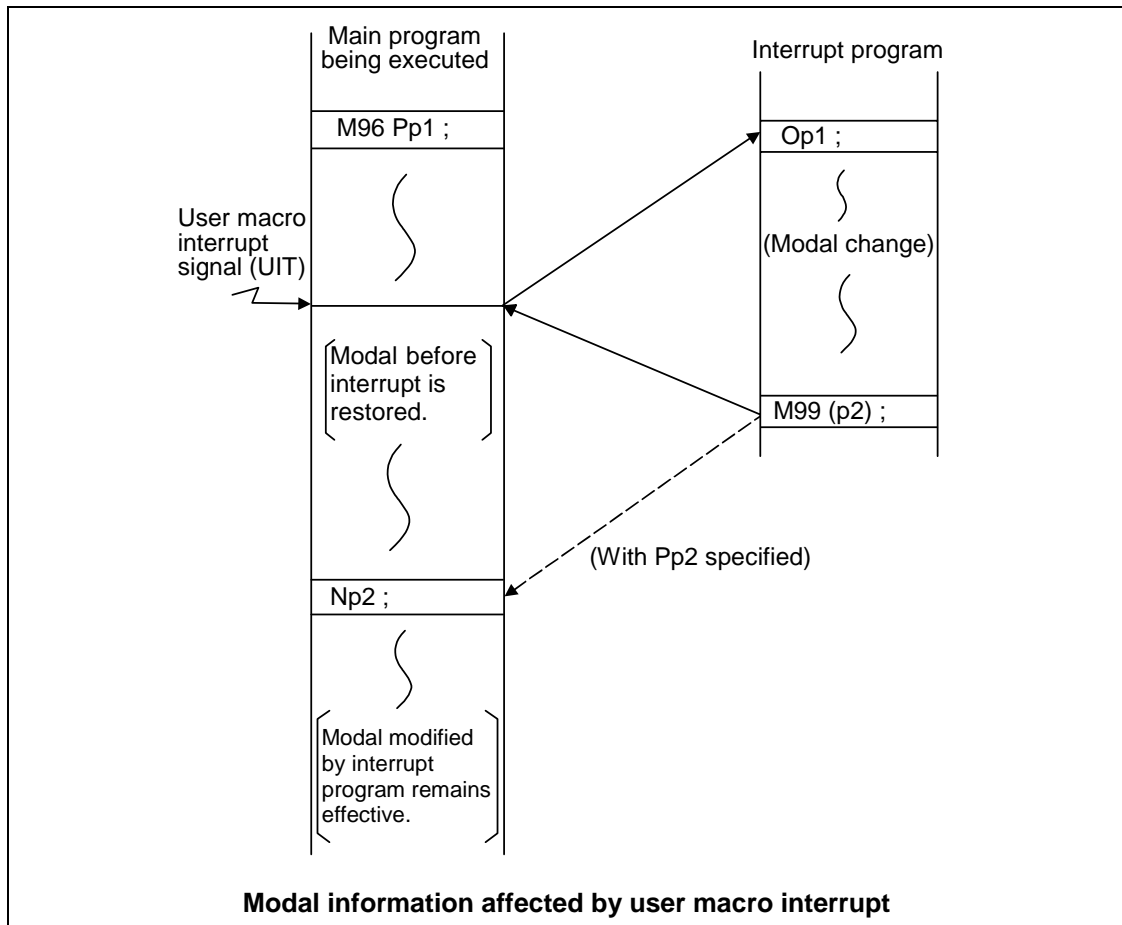 Main program
being executed
Interrupt program
M96 Pp1 ;
Op1 ;
User macro
interrupt
signal (UIT)
(Modal change)
Modal before
interrupt is
restored.
M99 (p2) ;
(With Pp2 specified)
Np2 ;
Modal modified
by interrupt
program remains
effective.
Modal information affected by user macro interrupt